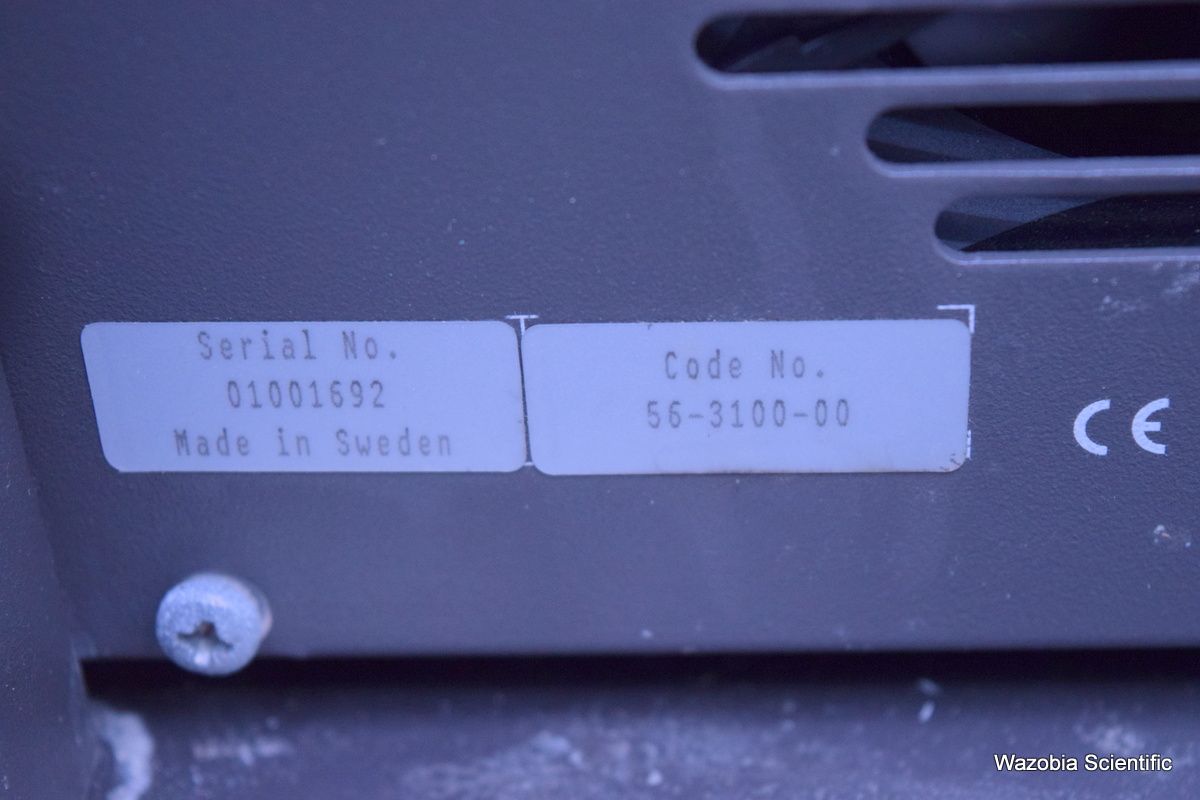 Serial No.
01001692
Made in Sweden
Code No.
56-3100-00
CE
Wazobia Scientific